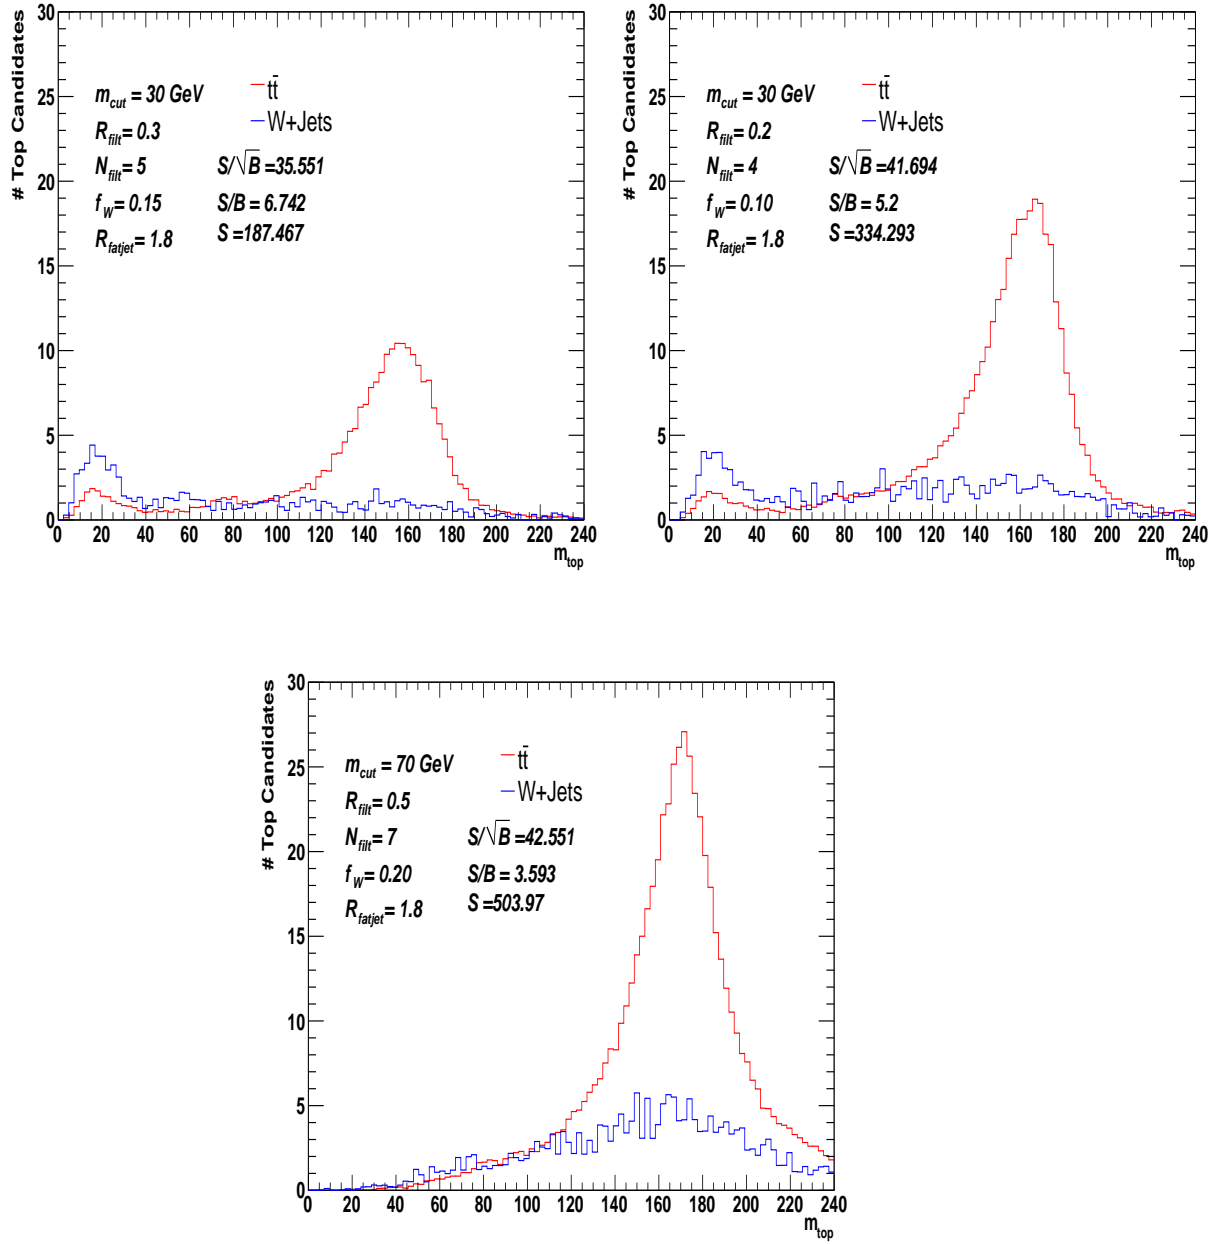 # Top Candidates
30
25
20
15
10
5
0
m_cut = 30 GeV
R_filt = 0.3
N_filt = 5
f_W = 0.15
R_fatjet = 1.8
tt̄
W+Jets
S/√B =35.551
S/B = 6.742
S =187.467
0 20 40 60 80 100 120 140 160 180 200 220 240
m_top
# Top Candidates
30
25
20
15
10
5
0
m_cut = 30 GeV
R_filt = 0.2
N_filt = 4
f_W = 0.10
R_fatjet = 1.8
tt̄
W+Jets
S/√B =41.694
S/B = 5.2
S =334.293
0 20 40 60 80 100 120 140 160 180 200 220 240
m_top
# Top Candidates
30
25
20
15
10
5
0
m_cut = 70 GeV
R_filt = 0.5
N_filt = 7
f_W = 0.20
R_fatjet = 1.8
tt̄
W+Jets
S/√B =42.551
S/B = 3.593
S =503.97
0 20 40 60 80 100 120 140 160 180 200 220 240
m_top